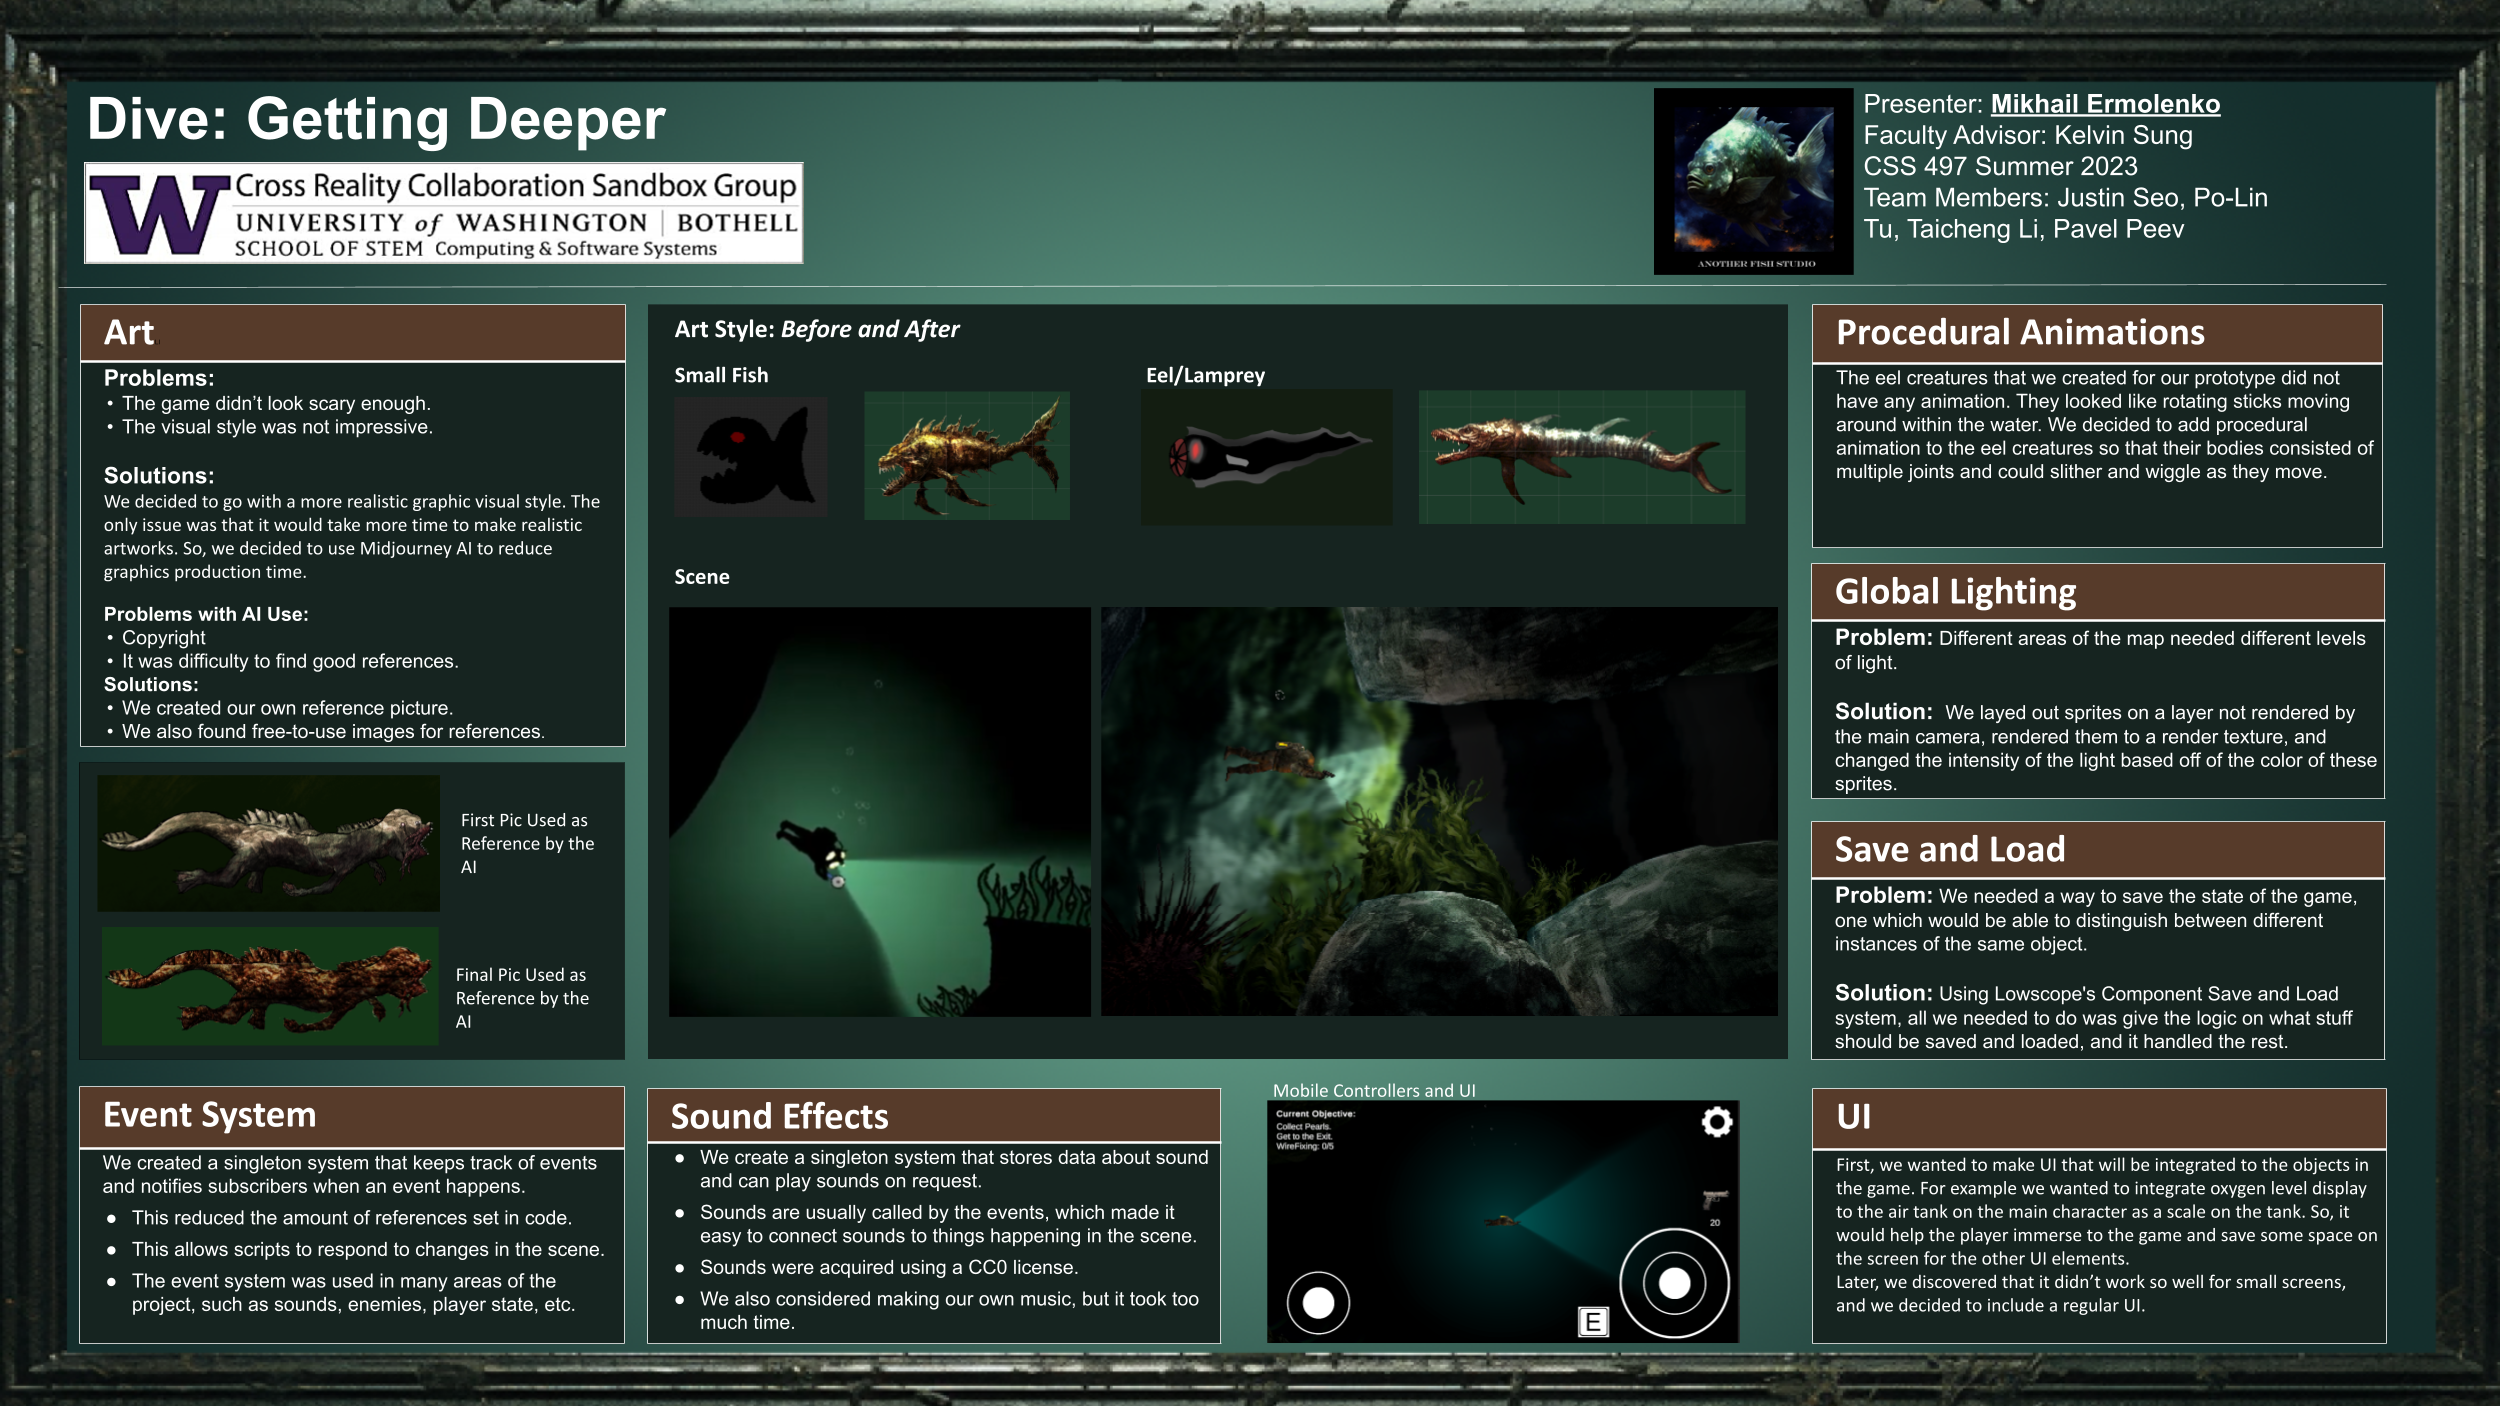 Dive: Getting Deeper
W
Cross Reality Collaboration Sandbox Group
UNIVERSITY of WASHINGTON | BOTHELL
SCHOOL OF STEM Computing & Software Systems
ANOTHER FISH STUDIO
Presenter: Mikhail Ermolenko
Faculty Advisor: Kelvin Sung
CSS 497 Summer 2023
Team Members: Justin Seo, Po-Lin
Tu, Taicheng Li, Pavel Peev
Art
Problems:
• The game didn’t look scary enough.
• The visual style was not impressive.
Solutions:
We decided to go with a more realistic graphic visual style. The
only issue was that it would take more time to make realistic
artworks. So, we decided to use Midjourney AI to reduce
graphics production time.
Problems with AI Use:
• Copyright
• It was difficulty to find good references.
Solutions:
• We created our own reference picture.
• We also found free-to-use images for references.
First Pic Used as
Reference by the
AI
Final Pic Used as
Reference by the
AI
Event System
We created a singleton system that keeps track of events
and notifies subscribers when an event happens.
● This reduced the amount of references set in code.
● This allows scripts to respond to changes in the scene.
● The event system was used in many areas of the
project, such as sounds, enemies, player state, etc.
Art Style: Before and After
Small Fish
Eel/Lamprey
Scene
Sound Effects
● We create a singleton system that stores data about sound
and can play sounds on request.
● Sounds are usually called by the events, which made it
easy to connect sounds to things happening in the scene.
● Sounds were acquired using a CC0 license.
● We also considered making our own music, but it took too
much time.
Mobile Controllers and UI
Current Objective:
Collect Pearls.
Get to the Exit.
WireFixing: 0/5
20
E
Procedural Animations
The eel creatures that we created for our prototype did not
have any animation. They looked like rotating sticks moving
around within the water. We decided to add procedural
animation to the eel creatures so that their bodies consisted of
multiple joints and could slither and wiggle as they move.
Global Lighting
Problem: Different areas of the map needed different levels
of light.
Solution: We layed out sprites on a layer not rendered by
the main camera, rendered them to a render texture, and
changed the intensity of the light based off of the color of these
sprites.
Save and Load
Problem: We needed a way to save the state of the game,
one which would be able to distinguish between different
instances of the same object.
Solution: Using Lowscope's Component Save and Load
system, all we needed to do was give the logic on what stuff
should be saved and loaded, and it handled the rest.
UI
First, we wanted to make UI that will be integrated to the objects in
the game. For example we wanted to integrate oxygen level display
to the air tank on the main character as a scale on the tank. So, it
would help the player immerse to the game and save some space on
the screen for the other UI elements.
Later, we discovered that it didn’t work so well for small screens,
and we decided to include a regular UI.